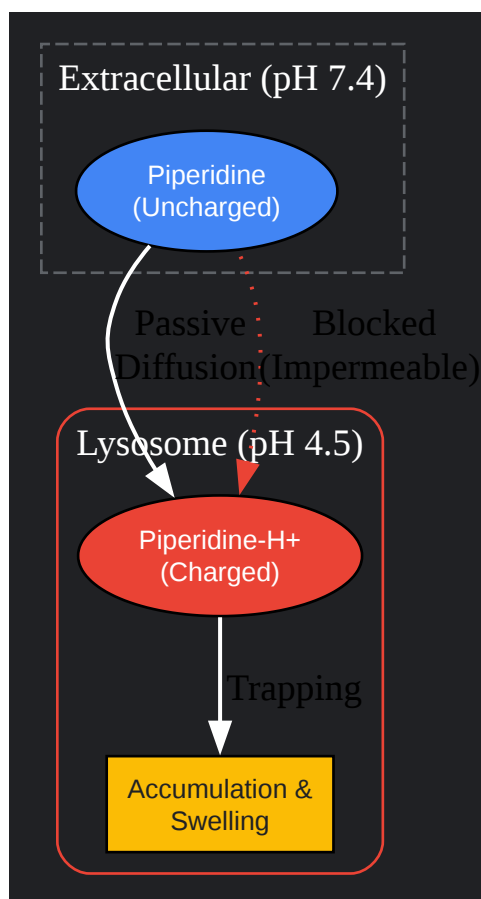 Extracellular (pH 7.4)
Piperidine
(Uncharged)
Passive
Diffusion
Blocked
(Impermeable)
Lysosome (pH 4.5)
Piperidine-H+
(Charged)
Trapping
Accumulation &
Swelling